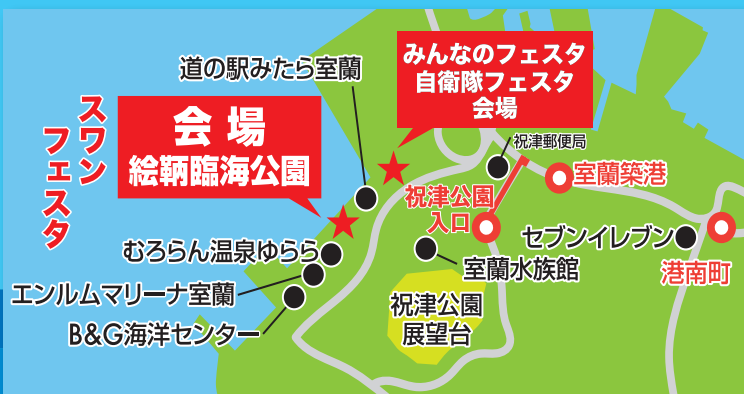 道の駅みたら室蘭
みんなのフェスタ
自衛隊フェスタ
会場
スワン
フェスタ
会場
絵鞆臨海公園
祝津郵便局
室蘭築港
祝津公園
入口
セブンイレブン
港南町
むろらん温泉ゆらら
室蘭水族館
エンルムマリーナ室蘭
祝津公園
展望台
B&G海洋センター